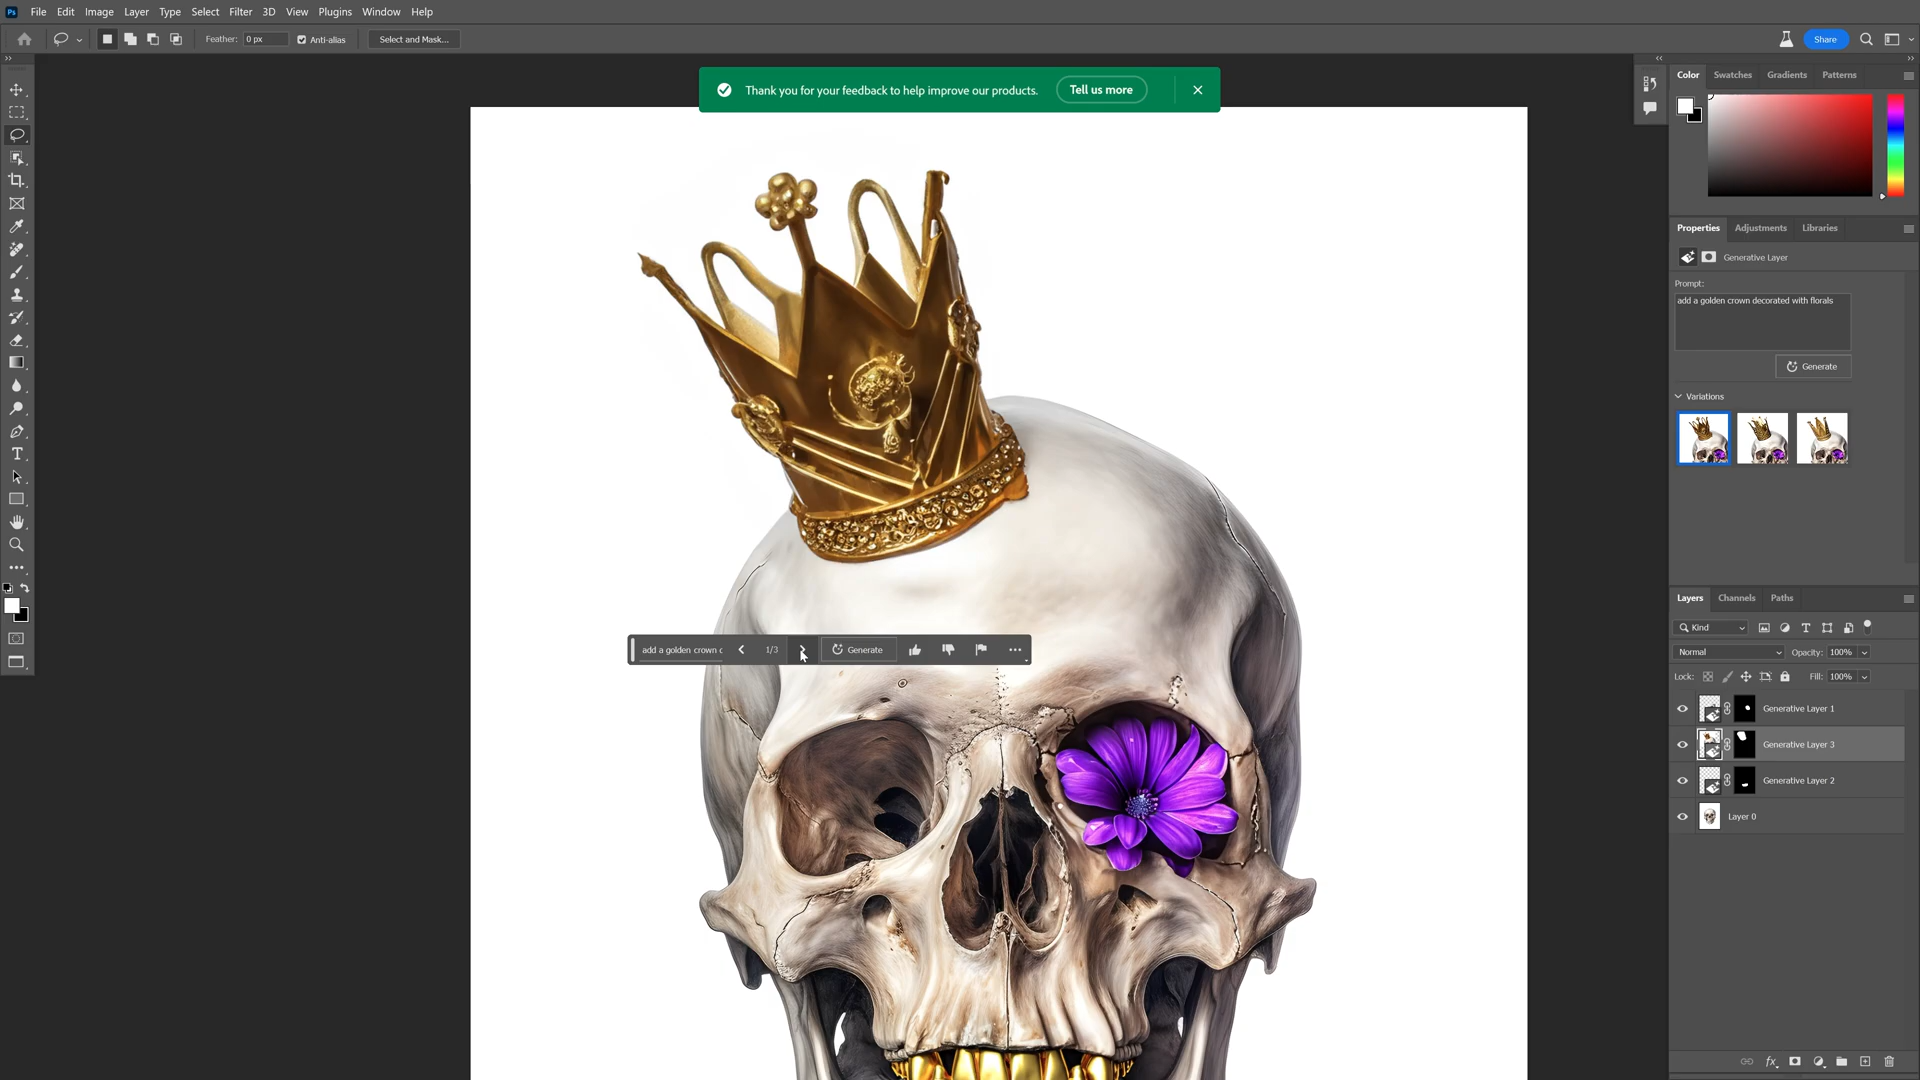 Ps File Edit Image Layer Type Select Filter 3D View Plugins Window Help
Feather: 0 px Anti-alias Select and Mask... Share
Thank you for your feedback to help improve our products. Tell us more
Color Swatches Gradients Patterns
Properties Adjustments Libraries
Generative Layer
Prompt:
add a golden crown decorated with florals
Generate
Variations
add a golden crown c 1/3 Generate
Layers Channels Paths
Kind
Normal Opacity: 100%
Lock: Fill: 100%
Generative Layer 1
Generative Layer 3
Generative Layer 2
Layer 0